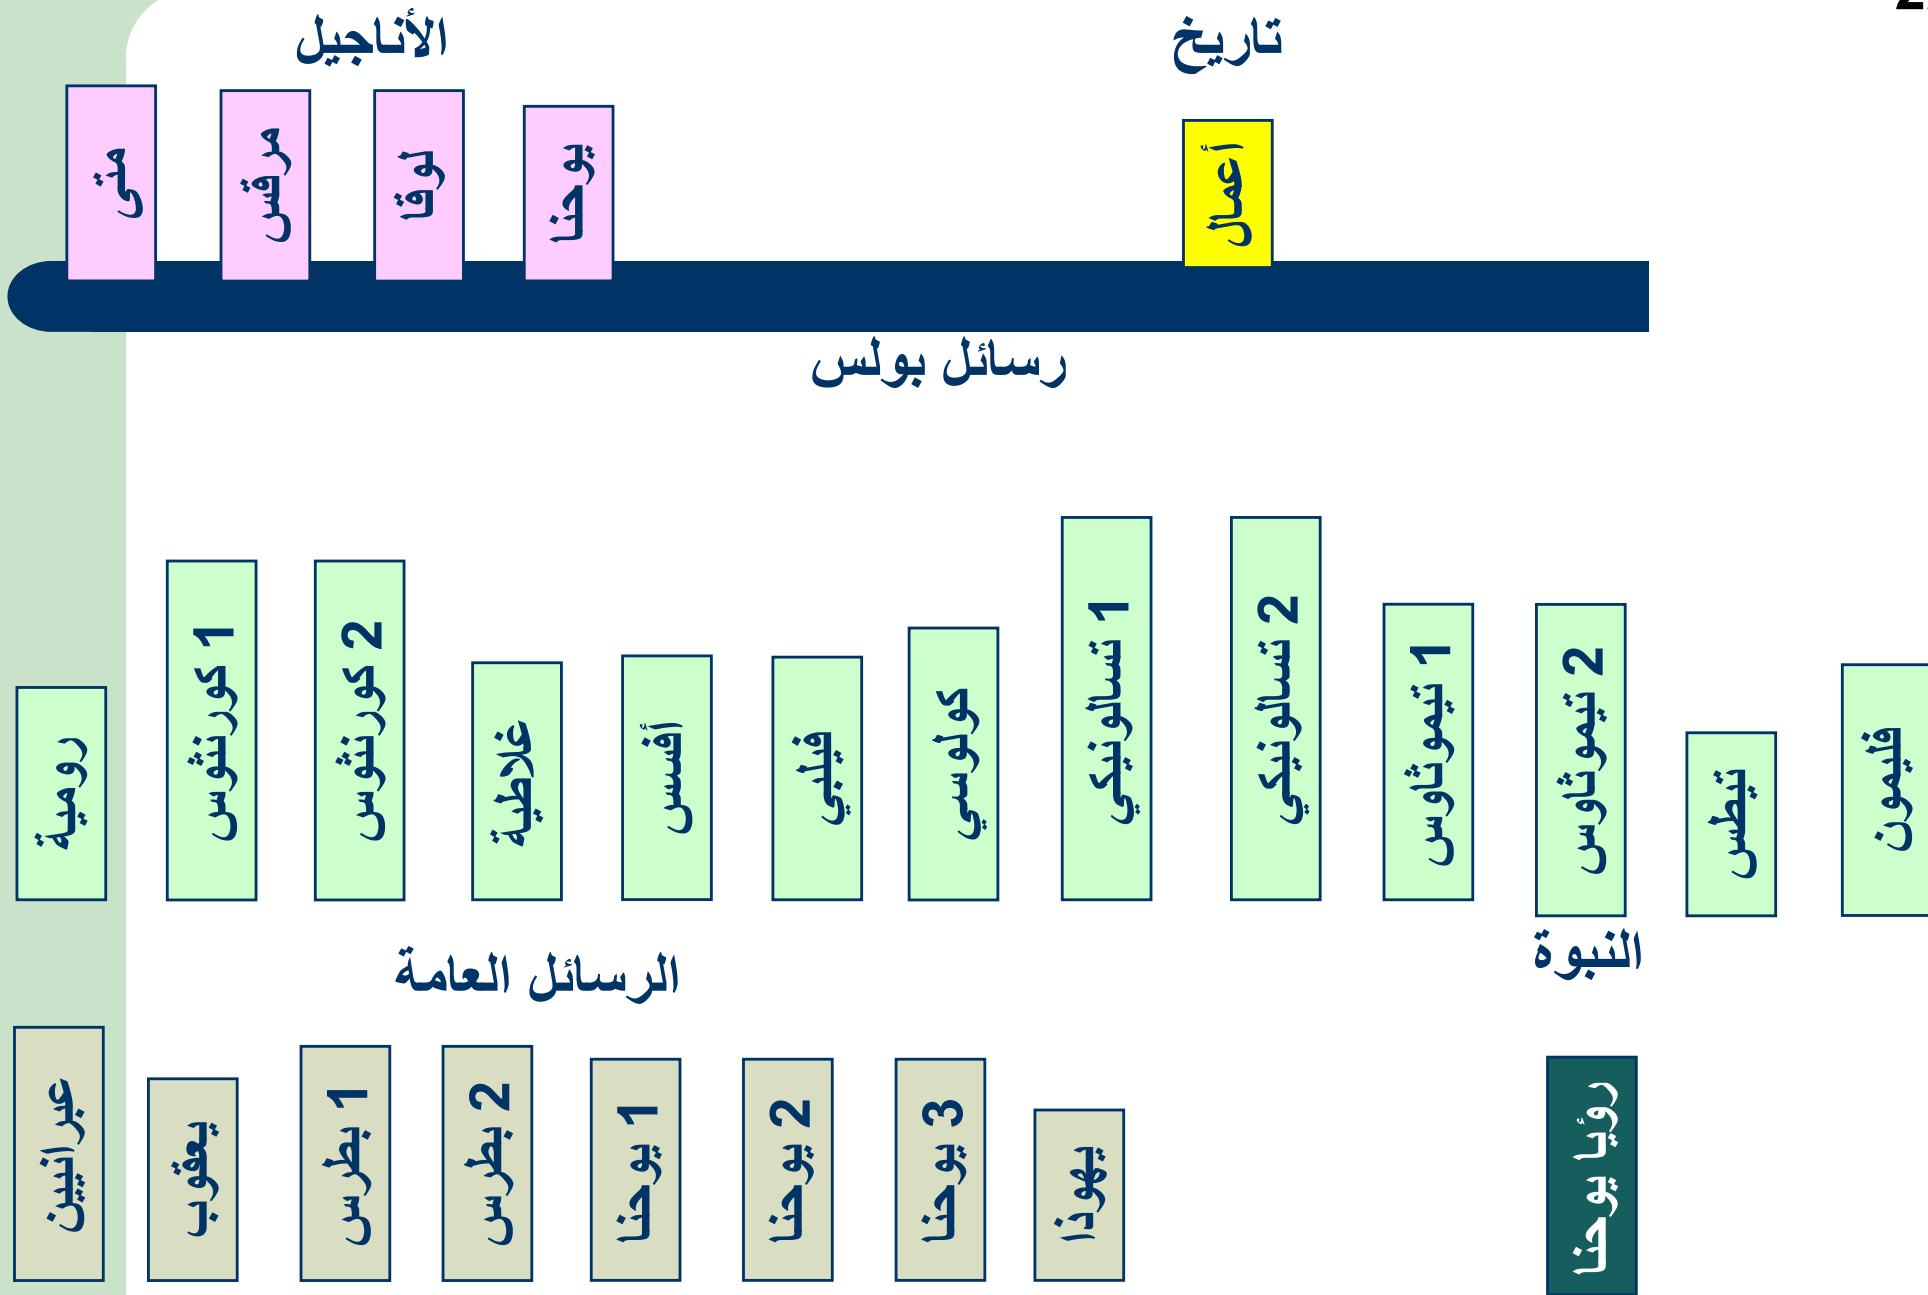 الأناجيل
تاريخ
متى
مرقس
لوقا
يوحنا
أعمال
رسائل بولس
رومية
1 كورنثوس
2 كورنثوس
غلاطية
أفسس
فيلبي
كولوسي
1 تسالونيكي
2 تسالونيكي
1 تيموثاوس
2 تيموثاوس
تيطس
فليمون
الرسائل العامة
النبوة
عبرانيين
يعقوب
1 بطرس
2 بطرس
1 يوحنا
2 يوحنا
3 يوحنا
يهوذا
رؤيا يوحنا